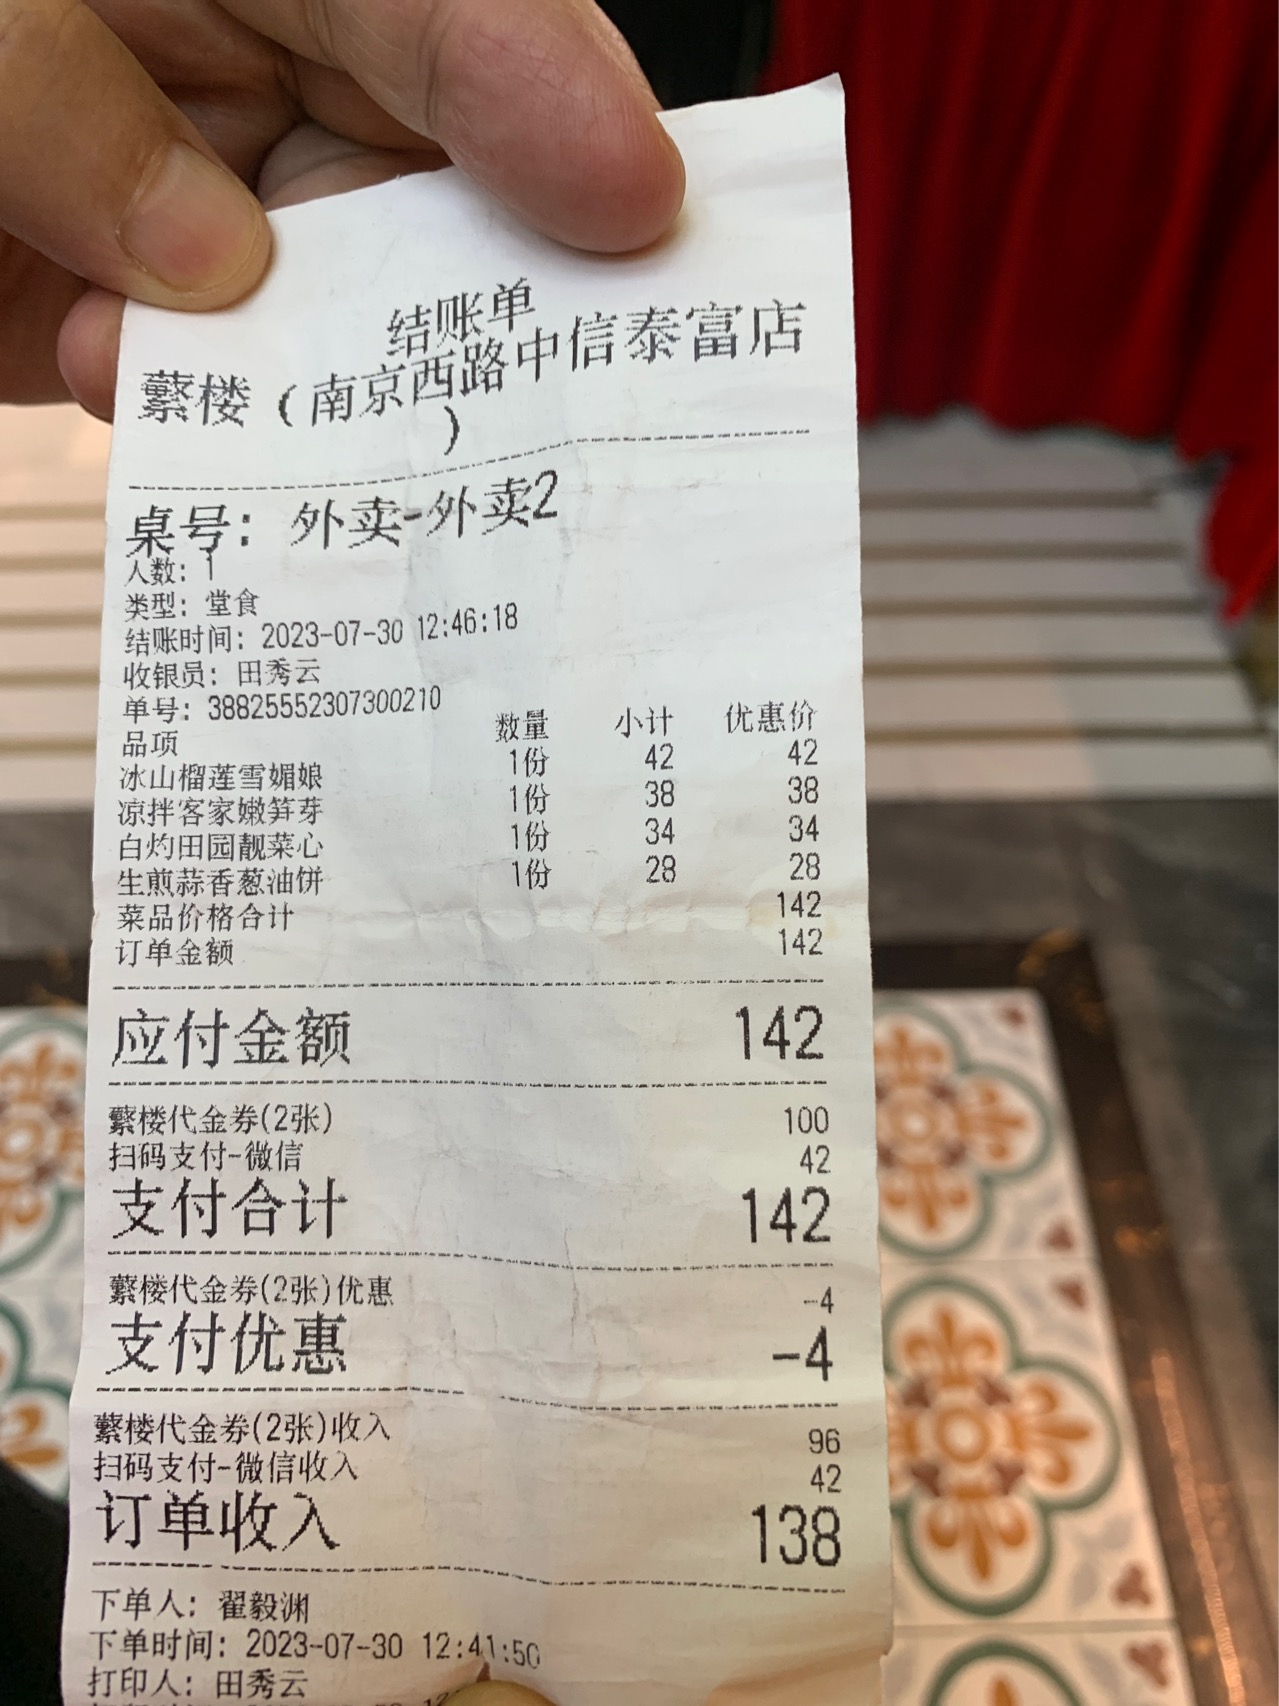 结账单
蘩楼（南京西路中信泰富店
）
桌号：外卖-外卖2
人数：1
类型：堂食
结账时间：2023-07-30 12:46:18
收银员：田秀云
单号：388255552307300210
品项 数量 小计 优惠价
冰山榴莲雪媚娘 1份 42 42
凉拌客家嫩笋芽 1份 38 38
白灼田园靓菜心 1份 34 34
生煎蒜香葱油饼 1份 28 28
菜品价格合计 142
订单金额 142
应付金额 142
蘩楼代金券(2张) 100
扫码支付-微信 42
支付合计 142
蘩楼代金券(2张)优惠 -4
支付优惠 -4
蘩楼代金券(2张)收入 96
扫码支付-微信收入 42
订单收入 138
下单人：翟毅渊
下单时间：2023-07-30 12:41:50
打印人：田秀云